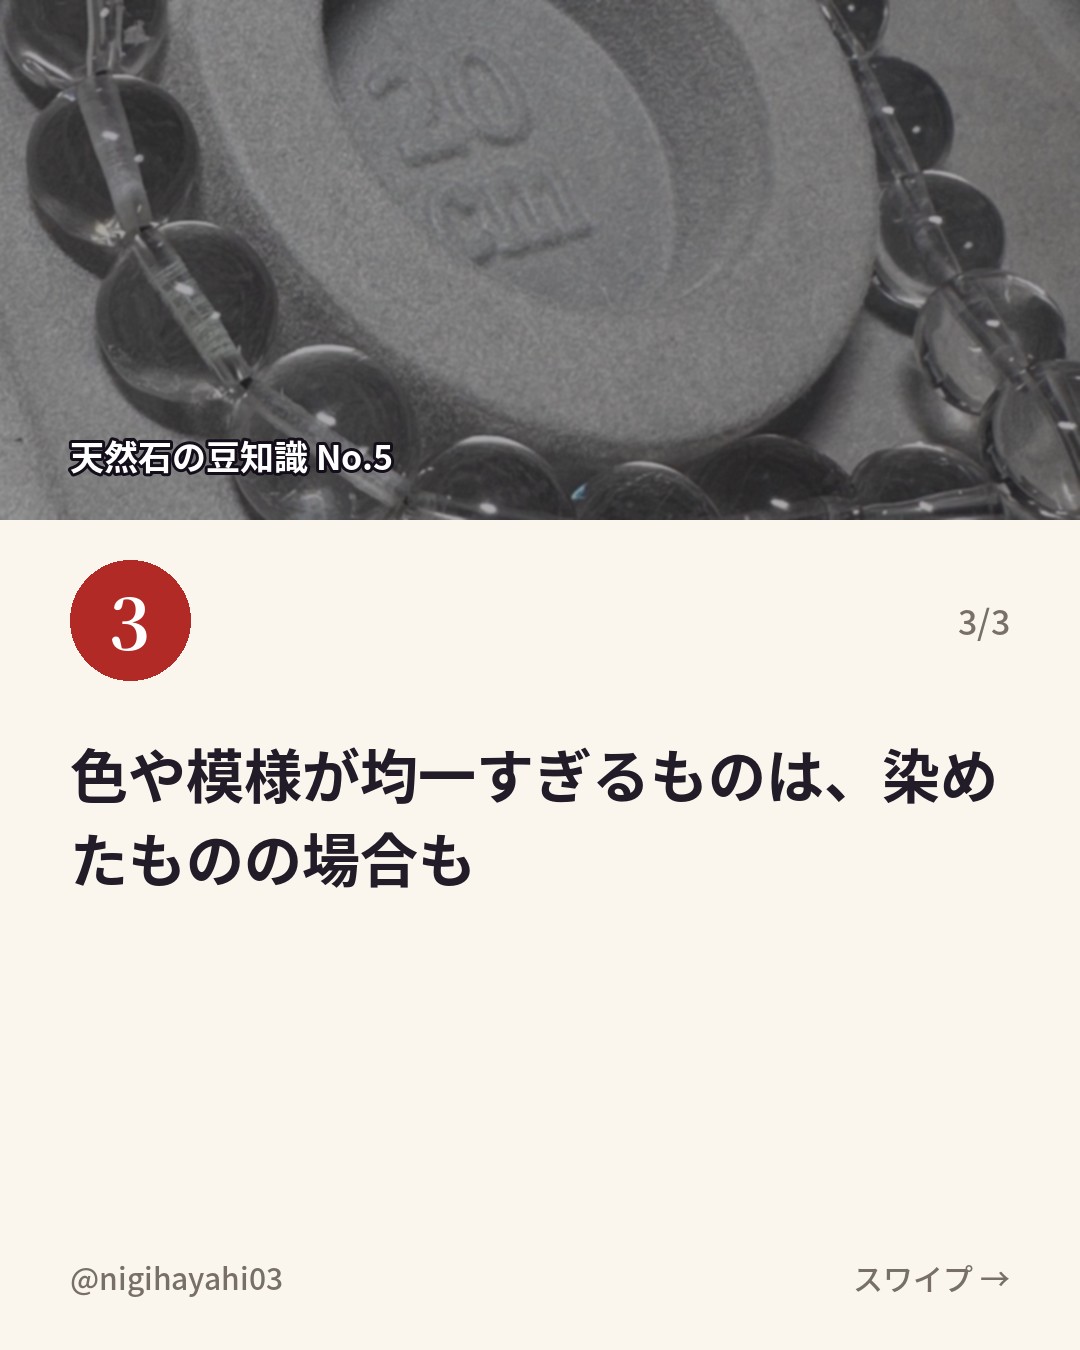 20
cm
天然石の豆知識 No.5
3
3/3
色や模様が均一すぎるものは、染め
たものの場合も
@nigihayahi03
スワイプ →